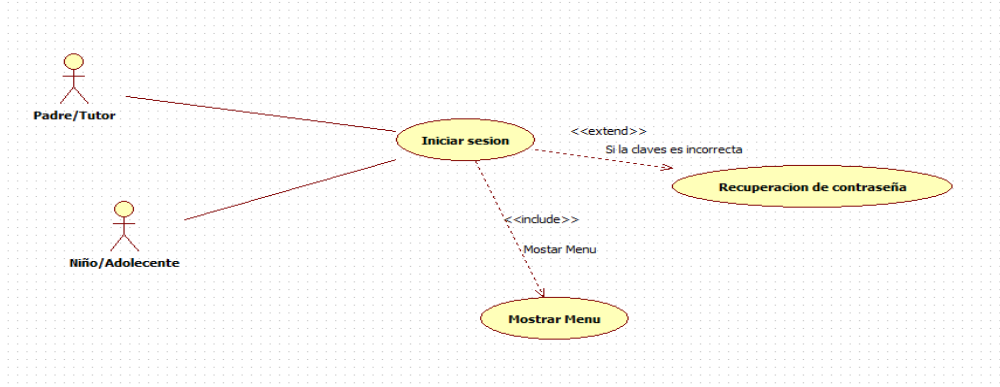 Padre/Tutor
Iniciar sesion
<<extend>>
Si la claves es incorrecta
Recuperacion de contraseña
Niño/Adolecente
<<include>>
Mostar Menu
Mostrar Menu